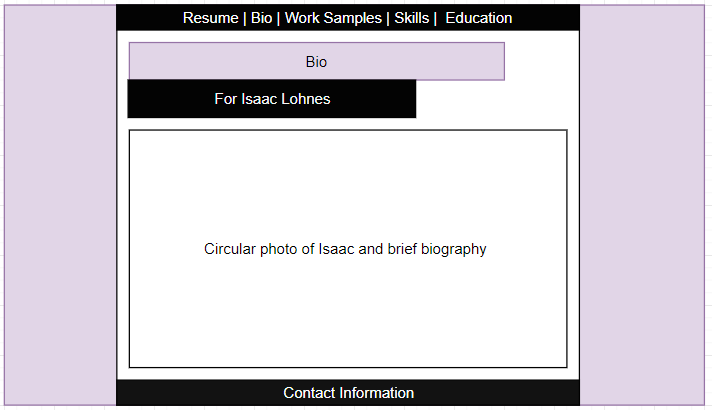 Resume | Bio | Work Samples | Skills | Education
Bio
For Isaac Lohnes
Circular photo of Isaac and brief biography
Contact Information